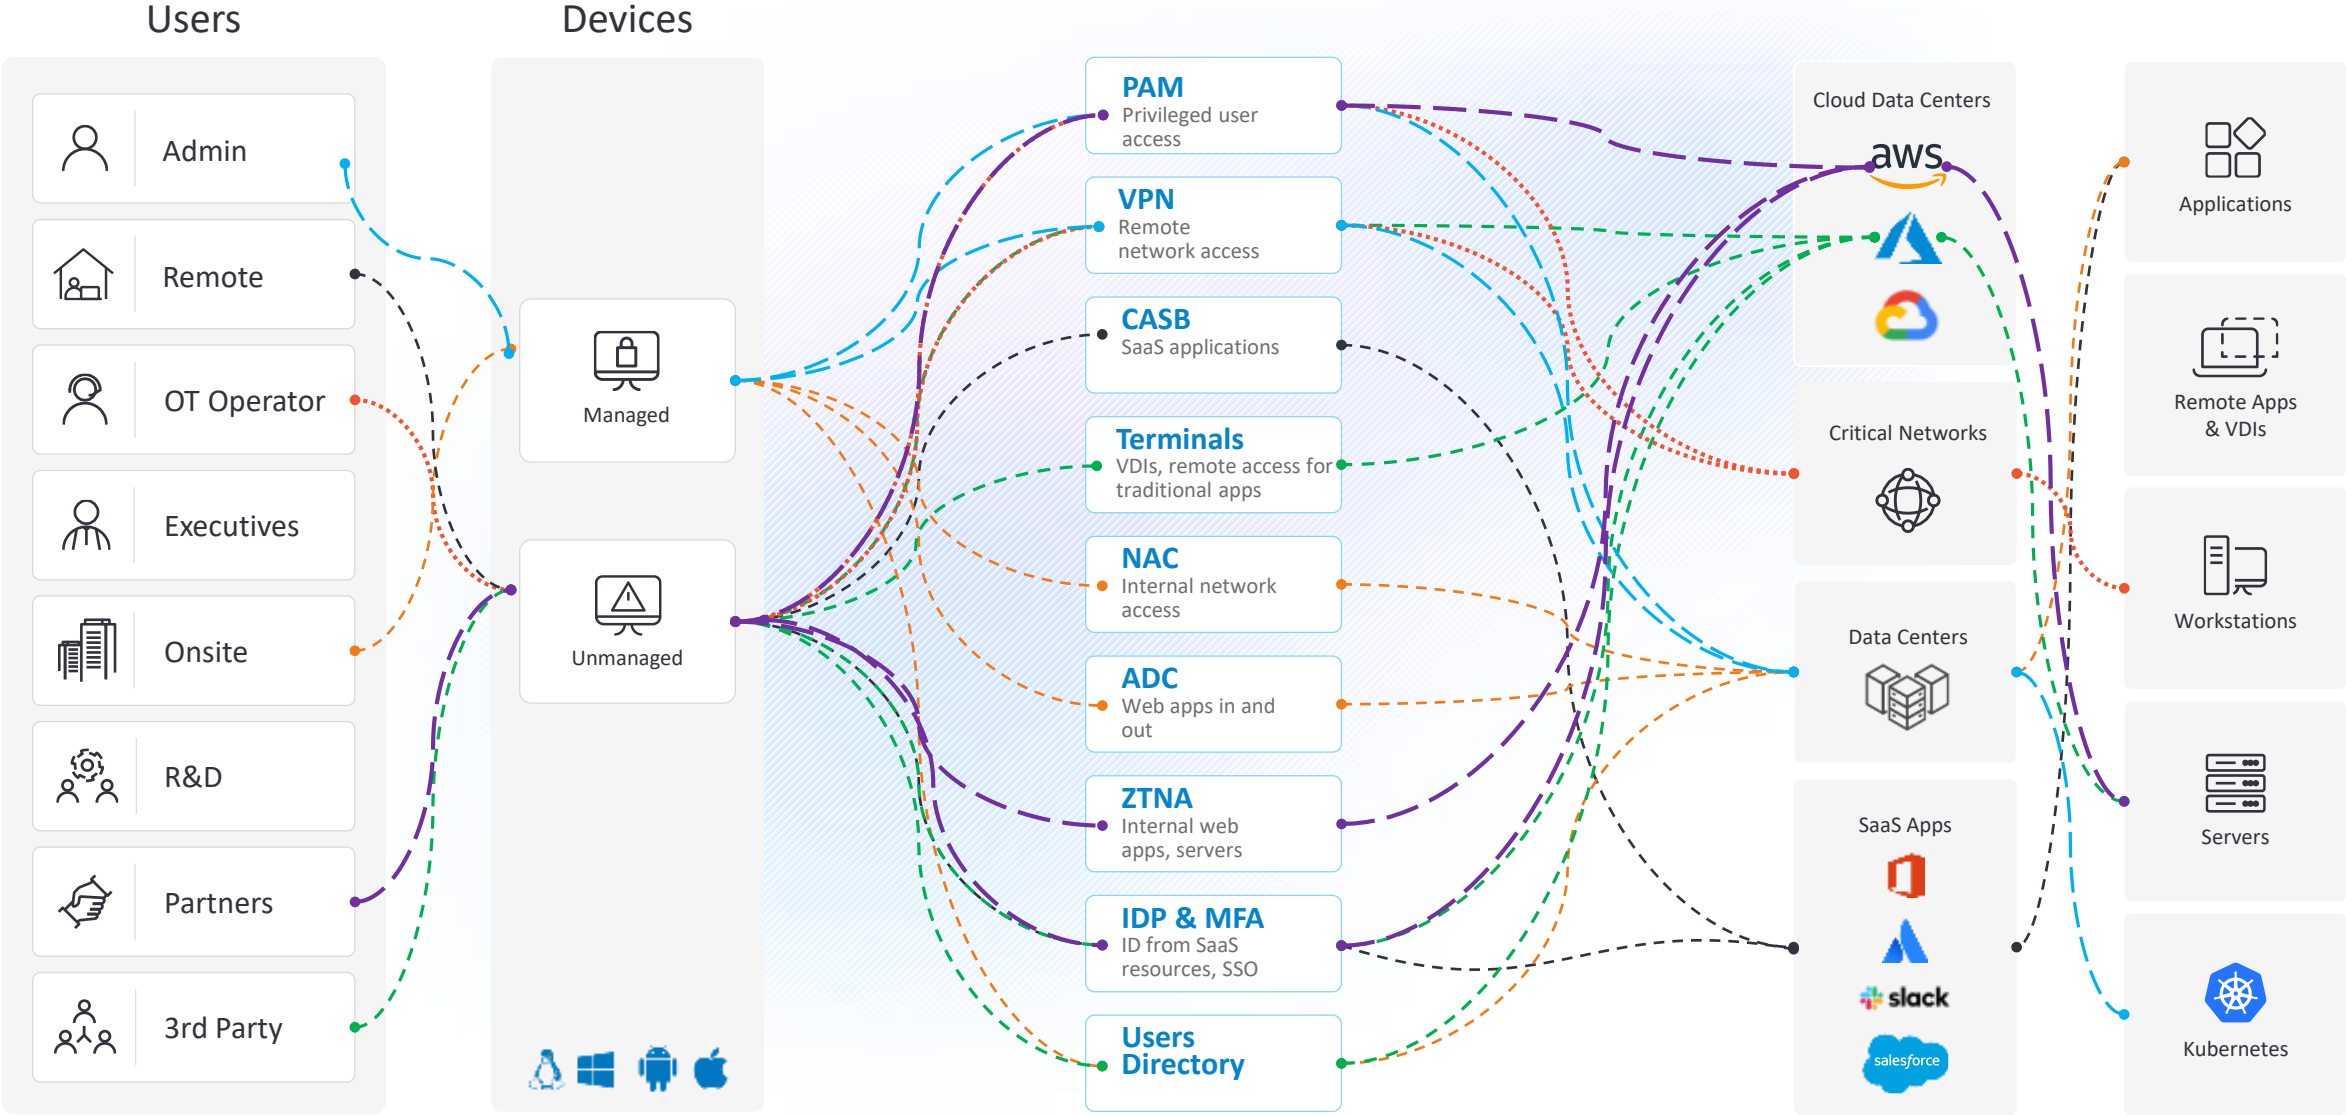 Users
Devices
Admin
Remote
OT Operator
Executives
Onsite
R&D
Partners
3rd Party
Managed
Unmanaged
PAM
Privileged user
access
VPN
Remote
network access
CASB
SaaS applications
Terminals
VDIs, remote access for
traditional apps
NAC
Internal network
access
ADC
Web apps in and
out
ZTNA
Internal web
apps, servers
IDP & MFA
ID from SaaS
resources, SSO
Users
Directory
Cloud Data Centers
aws
Critical Networks
Data Centers
SaaS Apps
slack
salesforce
Applications
Remote Apps
& VDIs
Workstations
Servers
Kubernetes